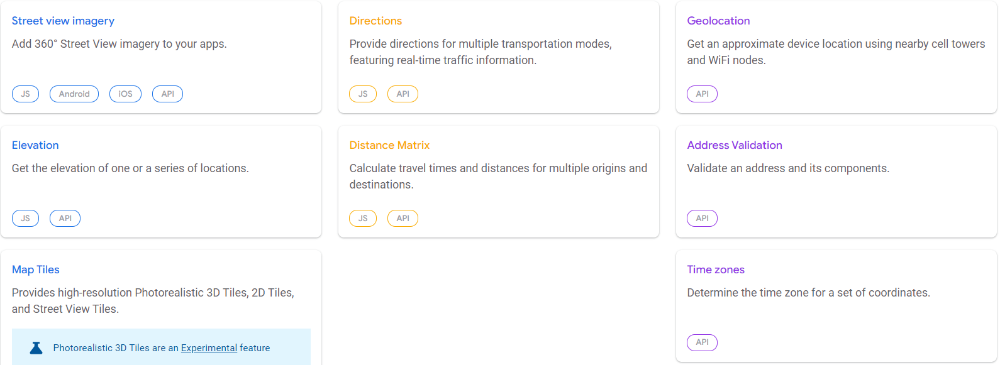 Street view imagery
Add 360° Street View imagery to your apps.
JS
Android
iOS
API
Directions
Provide directions for multiple transportation modes,
featuring real-time traffic information.
JS
API
Geolocation
Get an approximate device location using nearby cell towers
and WiFi nodes.
API
Elevation
Get the elevation of one or a series of locations.
JS
API
Distance Matrix
Calculate travel times and distances for multiple origins and
destinations.
JS
API
Address Validation
Validate an address and its components.
API
Map Tiles
Provides high-resolution Photorealistic 3D Tiles, 2D Tiles,
and Street View Tiles.
Photorealistic 3D Tiles are an Experimental feature
Time zones
Determine the time zone for a set of coordinates.
API